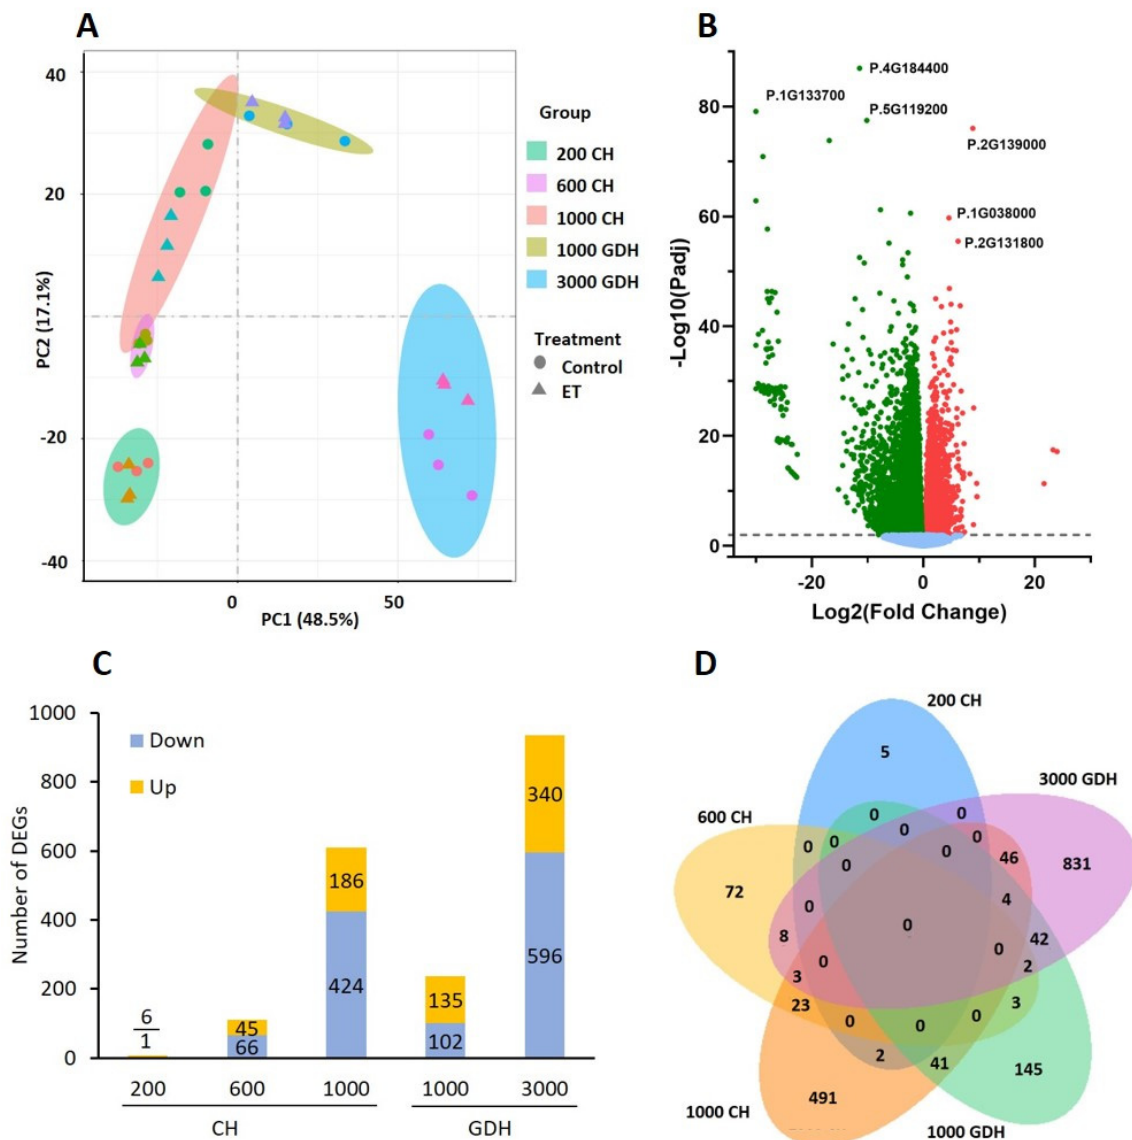 A
40
20
-20
-40
PC2 (17.1%)
0
50
PC1 (48.5%)
Group
200 CH
600 CH
1000 CH
1000 GDH
3000 GDH
Treatment
Control
ET
B
P.4G184400
P.1G133700
P.5G119200
P.2G139000
P.1G038000
P.2G131800
80
60
40
20
0
-Log10(Padj)
-20
0
20
Log2(Fold Change)
C
Down
Up
1000
800
600
400
200
0
Number of DEGs
6
1
45
66
186
424
135
102
340
596
200
600
1000
1000
3000
CH
GDH
D
200 CH
3000 GDH
600 CH
1000 CH
1000 GDH
5
0
0
0
0
0
0
0
0
46
831
72
4
0
0
42
8
0
0
2
3
23
3
0
0
0
2
41
145
491